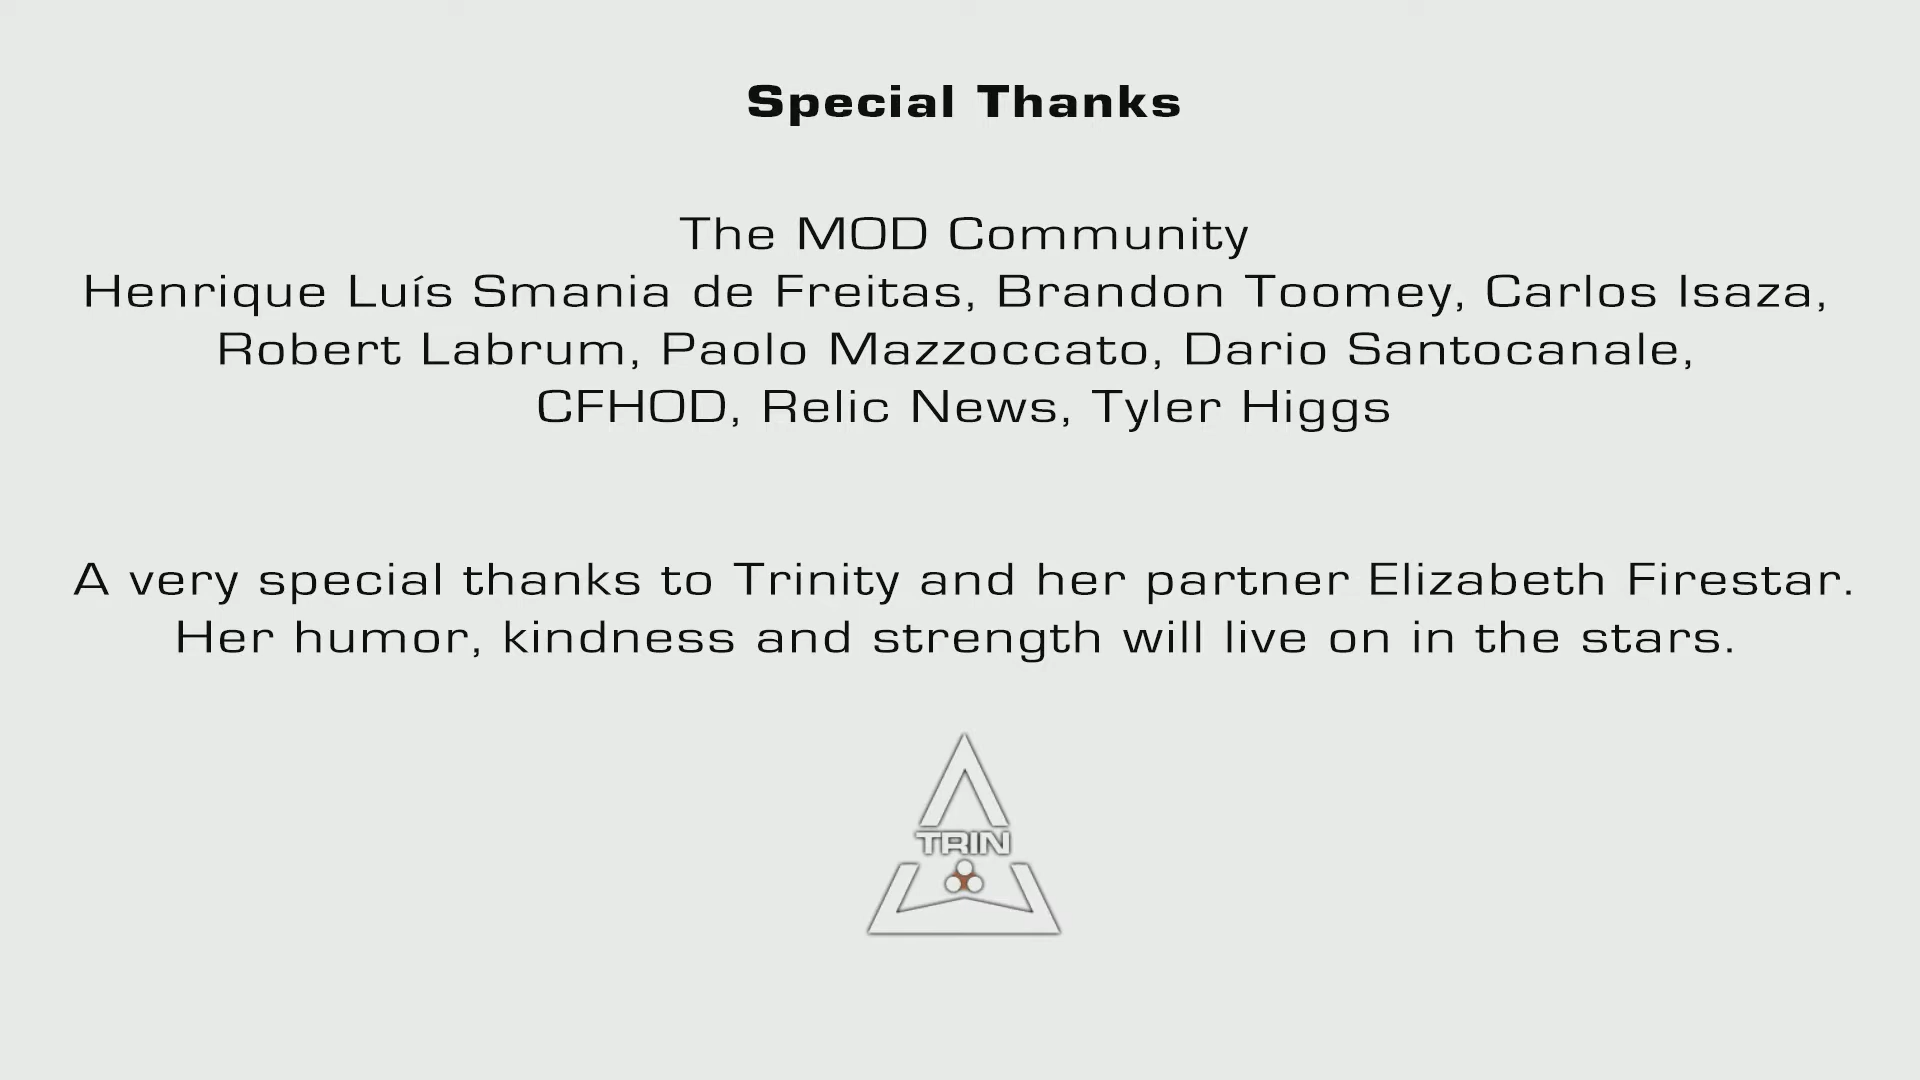 Special Thanks
The MOD Community
Henrique Luís Smania de Freitas, Brandon Toomey, Carlos Isaza,
Robert Labrum, Paolo Mazzoccato, Dario Santocanale,
CFHOD, Relic News, Tyler Higgs
A very special thanks to Trinity and her partner Elizabeth Firestar.
Her humor, kindness and strength will live on in the stars.
TRIN